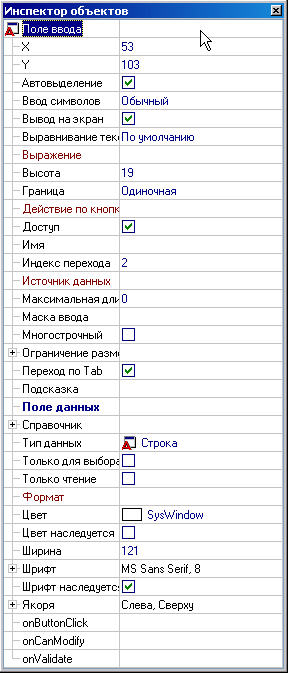 Инспектор объектов
Поле ввода
X 53
Y 103
Автовыделение
Ввод символов Обычный
Вывод на экран
Выравнивание текс По умолчанию
Выражение
Высота 19
Граница Одиночная
Действие по кнопк
Доступ
Имя
Индекс перехода 2
Источник данных
Максимальная дли 0
Маска ввода
Многострочный
Ограничение разме
Переход по Tab
Подсказка
Поле данных
Справочник
Тип данных Строка
Только для выбора
Только чтение
Формат
Цвет SysWindow
Цвет наследуется
Ширина 121
Шрифт MS Sans Serif, 8
Шрифт наследуется
Якоря Слева, Сверху
onButtonClick
onCanModify
onValidate